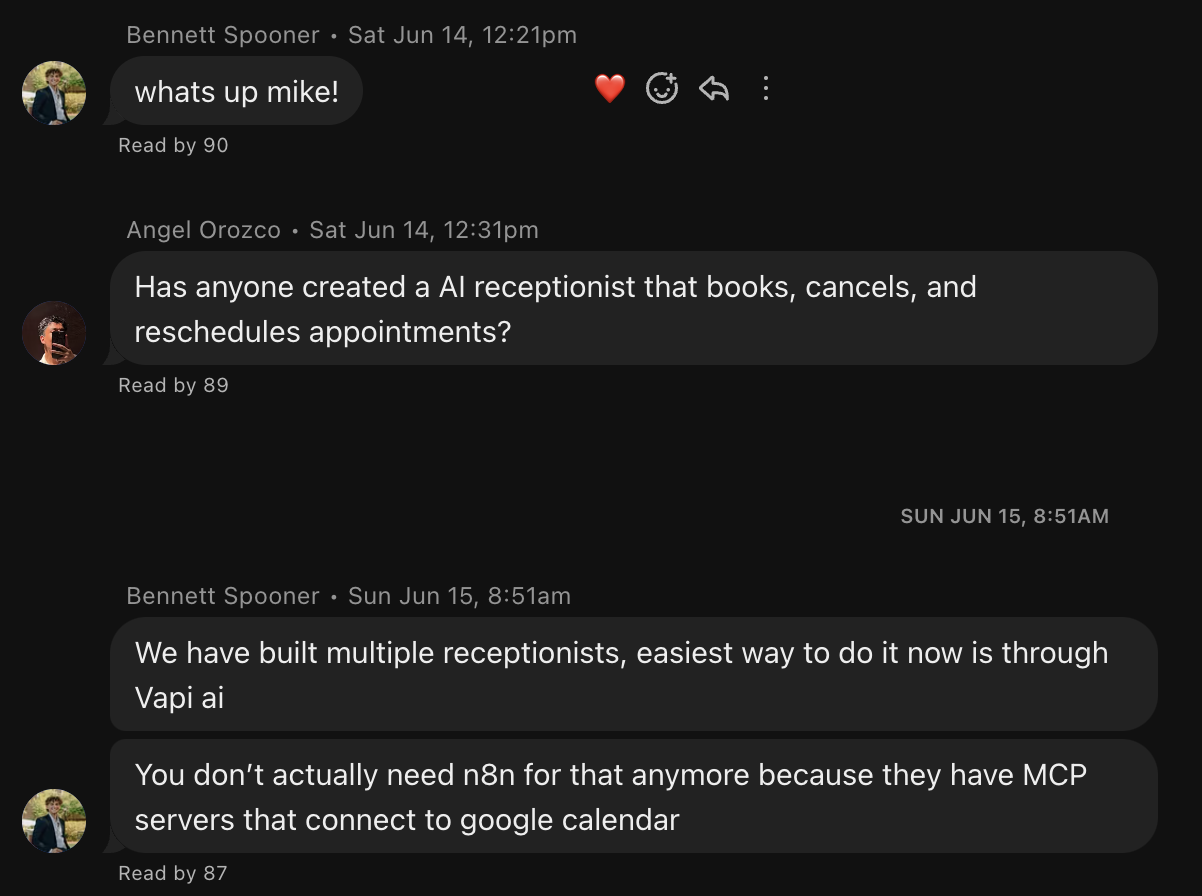 Bennett Spooner • Sat Jun 14, 12:21pm
whats up mike!
Read by 90
Angel Orozco • Sat Jun 14, 12:31pm
Has anyone created a AI receptionist that books, cancels, and
reschedules appointments?
Read by 89
SUN JUN 15, 8:51AM
Bennett Spooner • Sun Jun 15, 8:51am
We have built multiple receptionists, easiest way to do it now is through
Vapi ai
You don’t actually need n8n for that anymore because they have MCP
servers that connect to google calendar
Read by 87